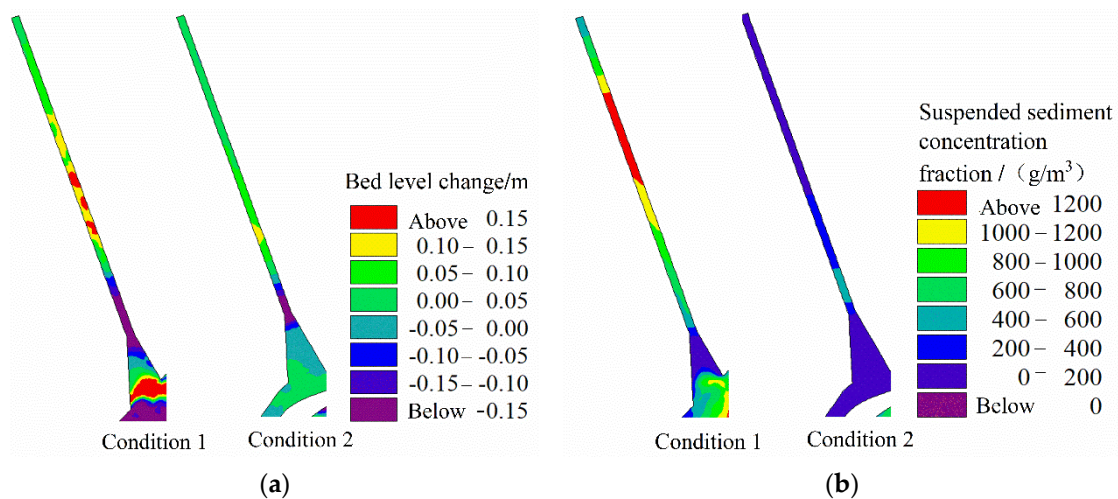 Bed level change/m
Above 0.15
0.10 – 0.15
0.05 – 0.10
0.00 – 0.05
-0.05 – 0.00
-0.10 – -0.05
-0.15 – -0.10
Below -0.15
Condition 1
Condition 2
(a)
Suspended sediment
concentration
fraction / （g/m³）
Above 1200
1000 – 1200
800 – 1000
600 – 800
400 – 600
200 – 400
0 – 200
Below 0
Condition 1
Condition 2
(b)